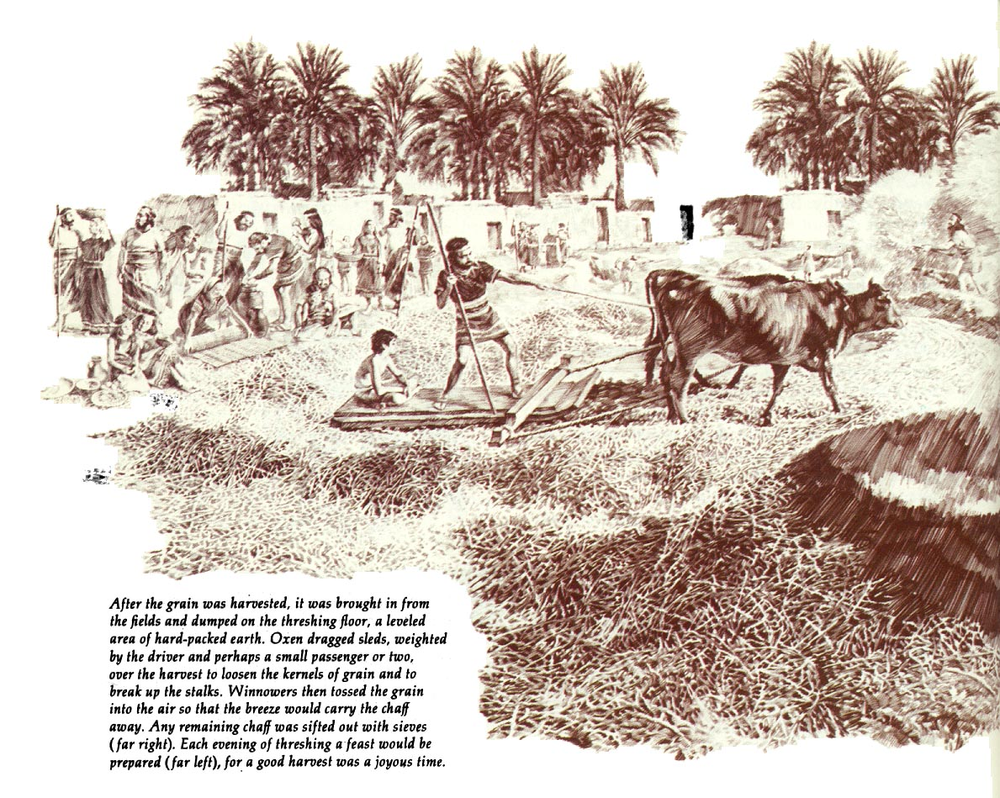 After the grain was harvested, it was brought in from
the fields and dumped on the threshing floor, a leveled
area of hard-packed earth. Oxen dragged sleds, weighted
by the driver and perhaps a small passenger or two,
over the harvest to loosen the kernels of grain and to
break up the stalks. Winnowers then tossed the grain
into the air so that the breeze would carry the chaff
away. Any remaining chaff was sifted out with sieves
(far right). Each evening of threshing a feast would be
prepared (far left), for a good harvest was a joyous time.